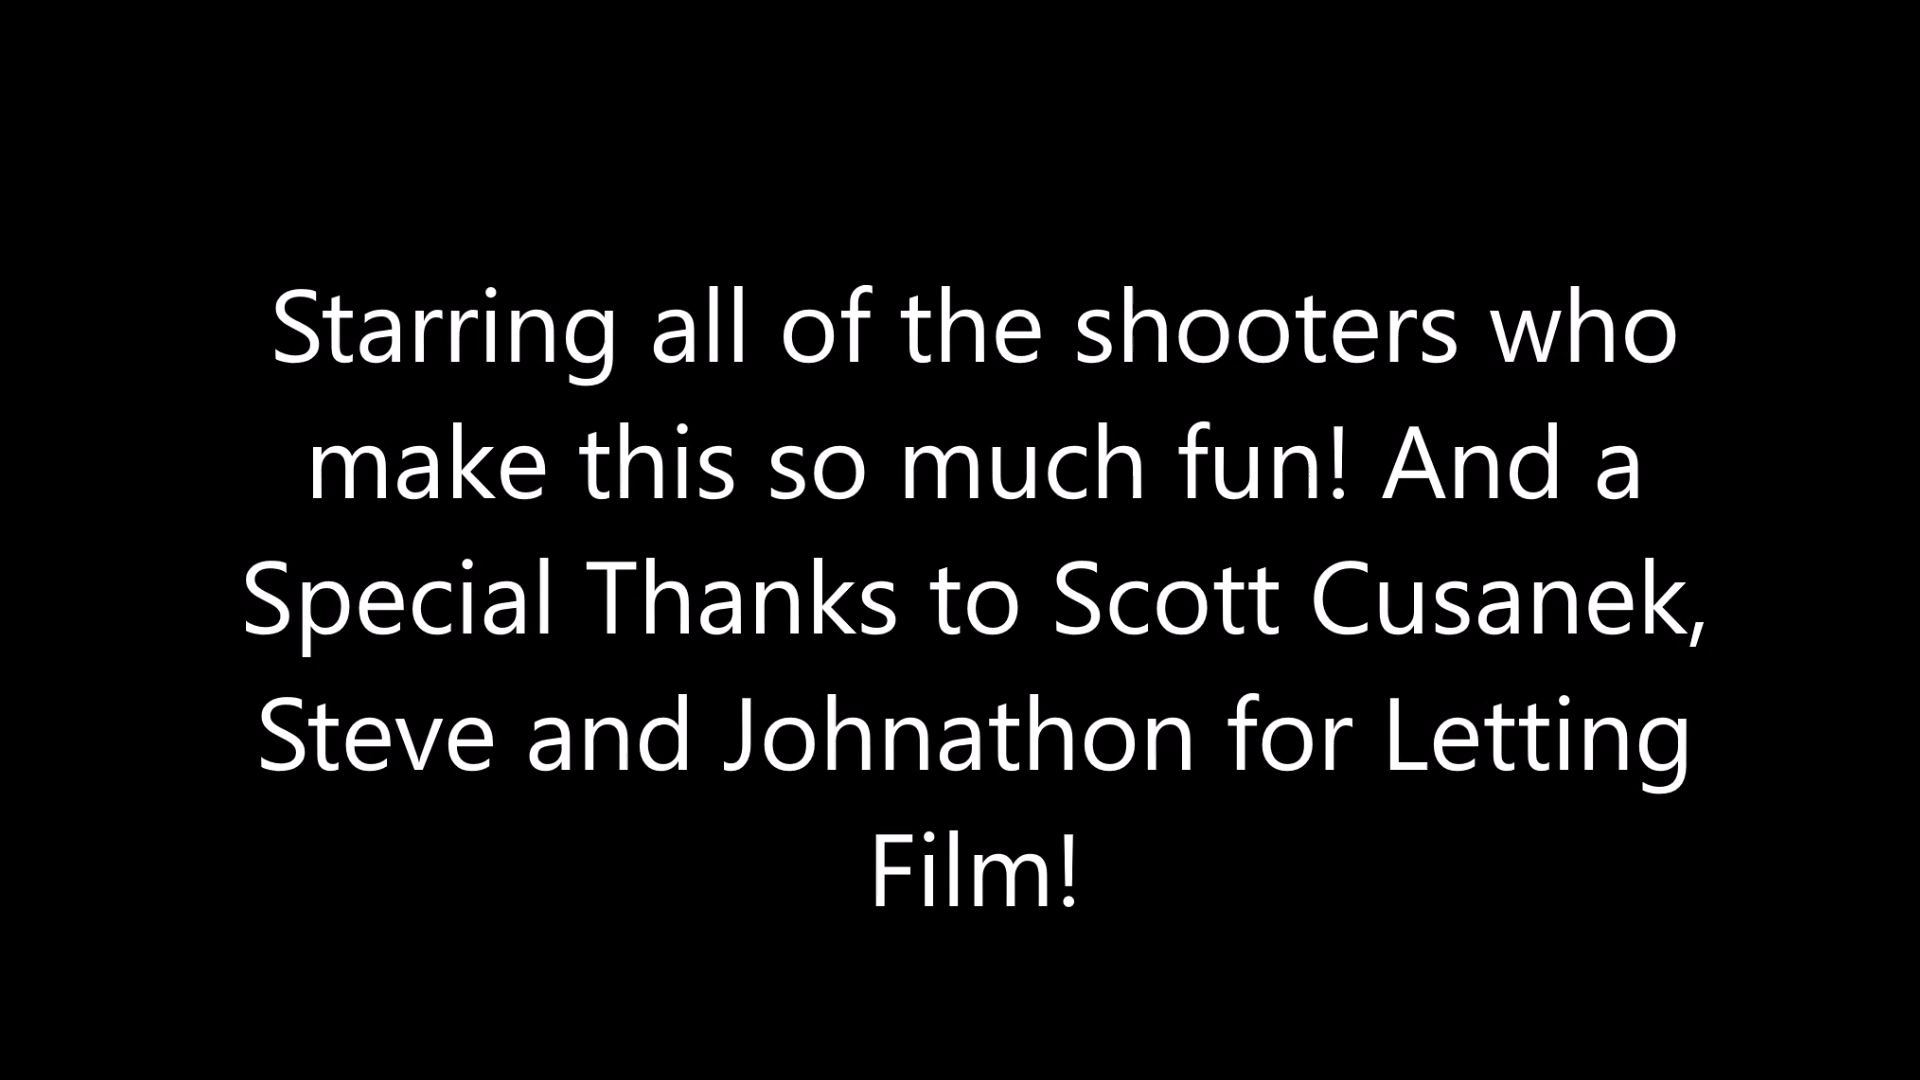 Starring all of the shooters who
make this so much fun! And a
Special Thanks to Scott Cusanek,
Steve and Johnathon for Letting
Film!